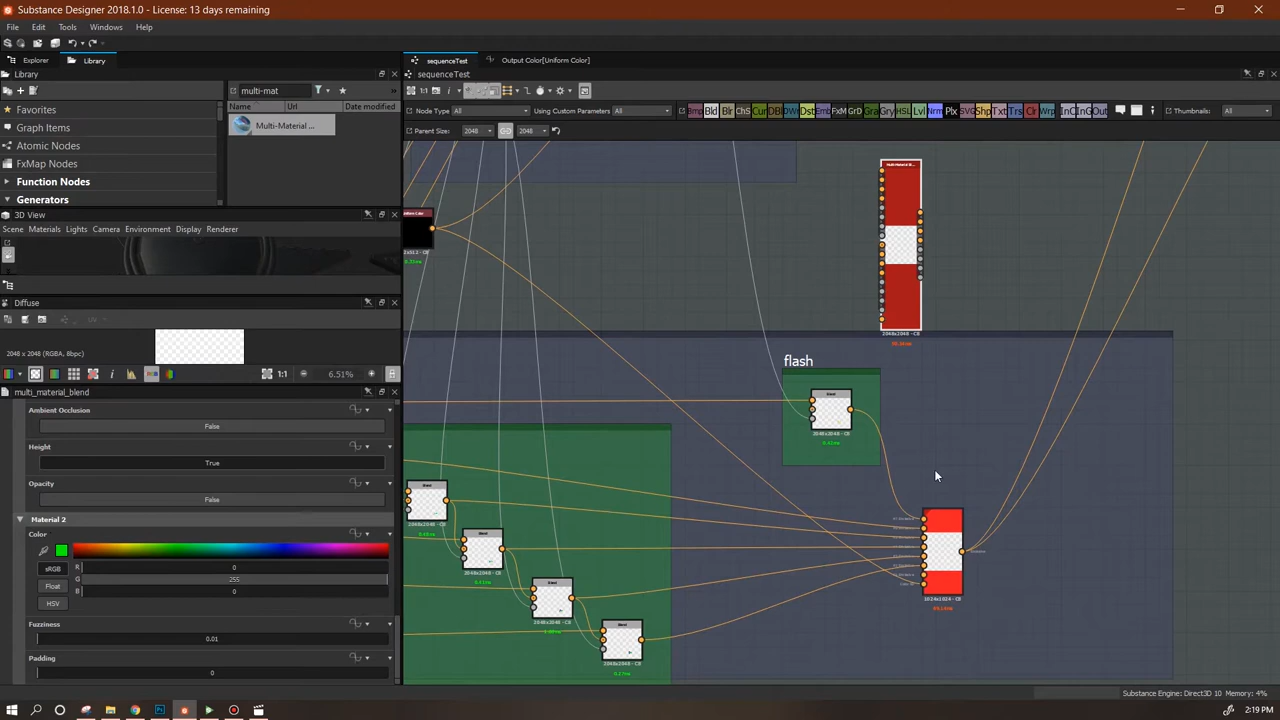 Substance Designer 2018.1.0 - License: 13 days remaining
File Edit Tools Windows Help
Explorer Library
sequenceTest Output Color[Uniform Color]
Library
sequenceTest
multi-mat
Node Type All Using Custom Parameters All
Thumbnails: All
Name Url Date modified
Favorites
Multi-Material ...
Parent Size: 2048 2048
Graph Items
Atomic Nodes
FxMap Nodes
Function Nodes
Generators
3D View
Scene Materials Lights Camera Environment Display Renderer
Diffuse
2048 x 2048 (RGBA, 8bpc)
1:1 6.51%
multi_material_blend
Ambient Occlusion
False
Height
True
Opacity
False
Material 2
Color
sRGB R 0
Float G 255
HSV B 0
Fuzziness
0.01
Padding
0
flash
Substance Engine: Direct3D 10 Memory: 4%
2:19 PM